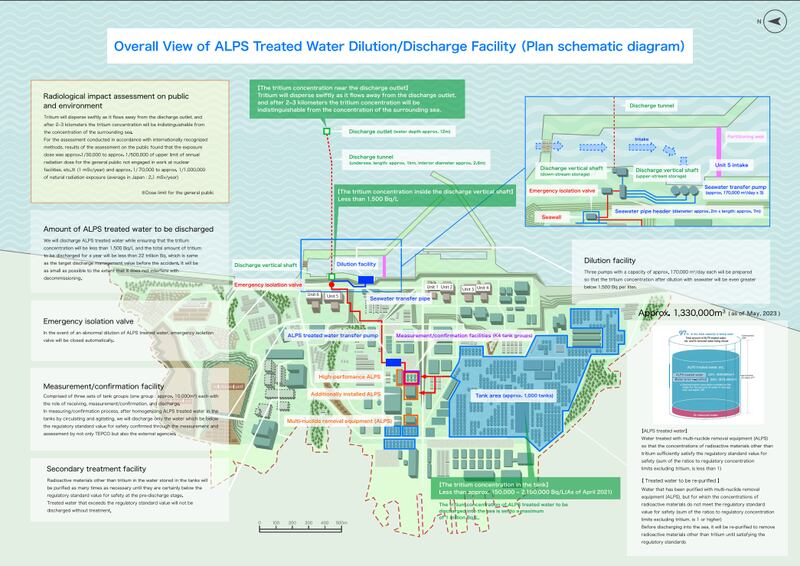 Overall View of ALPS Treated Water Dilution/Discharge Facility (Plan schematic diagram)
N
Radiological impact assessment on public
and environment
Tritium will disperse swiftly as it flows away from the discharge outlet, and
after 2-3 kilometers the tritium concentration will be indistinguishable from
the concentration of the surrounding sea.
For the assessment conducted in accordance with internationally recognized
methods, results of the assessment on the public found that the exposure
dose was approx.1/30,000 to approx. 1/500,000 of upper limit of annual
radiation dose for the general public not engaged in work at nuclear
facilities, etc.
(1 mSv/year) and approx. 1/70,000 to approx. 1/1,000,000
of natural radiation exposure (average in Japan : 2.1 mSv/year)
※Dose limit for the general public
Amount of ALPS treated water to be discharged
We will discharge ALPS treated water while ensuring that the tritium
concentration will be less than 1,500 Bq/L and the total amount of tritium
to be discharged for a year will be less than 22 trillion Bq, which is same
as the target discharge management value before the accident, it will be
as small as possible to the extent that it does not interfere with
decommissioning.
Emergency isolation valve
In the event of an abnormal dilution of ALPS treated water, emergency isolation
valve will be closed automatically.
Measurement/confirmation facility
Comprised of three sets of tank groups (one group : approx. 10,000m³) each with
the role of receiving, measurement/confirmation, and discharge.
In measuring/confirmation process, after homogenizing ALPS treated water in the
tanks by circulating and agitating, we will discharge only the water which be below
the regulatory standard value for safety confirmed through the measurement and
assessment by not only TEPCO but also the external agencies.
Secondary treatment facility
Radioactive materials other than tritium in the water stored in the tanks will
be purified as many times as necessary until they are certainly below the
regulatory standard value for safety at the pre-discharge stage.
Treated water that exceeds the regulatory standard value will not be
discharged without treatment.
【The tritium concentration near the discharge outlet】
Tritium will disperse swiftly as it flows away from the discharge outlet,
and after 2-3 kilometers the tritium concentration will be
indistinguishable from the concentration of the surrounding sea.
Discharge outlet (water depth approx. 12m)
Discharge tunnel
(undersea, length: approx. 1km, interior diameter: approx. 2.6m)
【The tritium concentration inside the discharge vertical shaft】
Less than 1,500 Bq/L
Discharge vertical shaft
Dilution facility
Emergency isolation valve
Unit 6
Unit 5
Seawater transfer pipe
Unit 1
Unit 2
Unit 3
Unit 4
ALPS treated water transfer pump
Measurement/confirmation facilities (K4 tank groups)
High-performance ALPS
Additionally installed ALPS
Multi-nuclide removal equipment (ALPS)
Tank area (approx. 1,000 tanks)
【The tritium concentration in the tank】
Less than approx. 150,000 - 2,160,000 Bq/L(As of April 2021)
The tritium concentration of ALPS treated water to be
discharged into the sea is set to a maximum
Discharge tunnel
Intake
Partitioning weir
Discharge vertical shaft
(down-stream storage)
Discharge vertical shaft
(upper-stream storage)
Unit 5 intake
Emergency isolation valve
Seawater transfer pump
(approx. 170,000 m³/day x 3)
Seawall
Seawater pipe header (diameter: approx. 2m x length: approx. 7m)
Dilution facility
Three pumps with a capacity of approx. 170,000 m³/day each will be prepared
so that the tritium concentration after dilution with seawater will be even greater
below 1,500 Bq per liter.
Approx. 1,330,000m³ (as of May, 2023 )
97%
【ALPS treated water】
Water treated with multi-nuclide removal equipment (ALPS)
so that the concentrations of radioactive materials other than
tritium sufficiently satisfy the regulatory standard value for
safety (sum of the ratios to regulatory concentration
limits excluding tritium, is less than 1)
【 Treated water to be re-purified 】
Water that has been purified with multi-nuclide removal
equipment (ALPS), but for which the concentrations of
radioactive materials do not meet the regulatory standard
value for safety (sum of the ratios to regulatory concentration
limits excluding tritium, is 1 or higher)
Before discharging into the sea, it will be re-purified to remove
radioactive materials other than tritium until satisfying the
regulatory standards.
0
100
200
300
400
500m